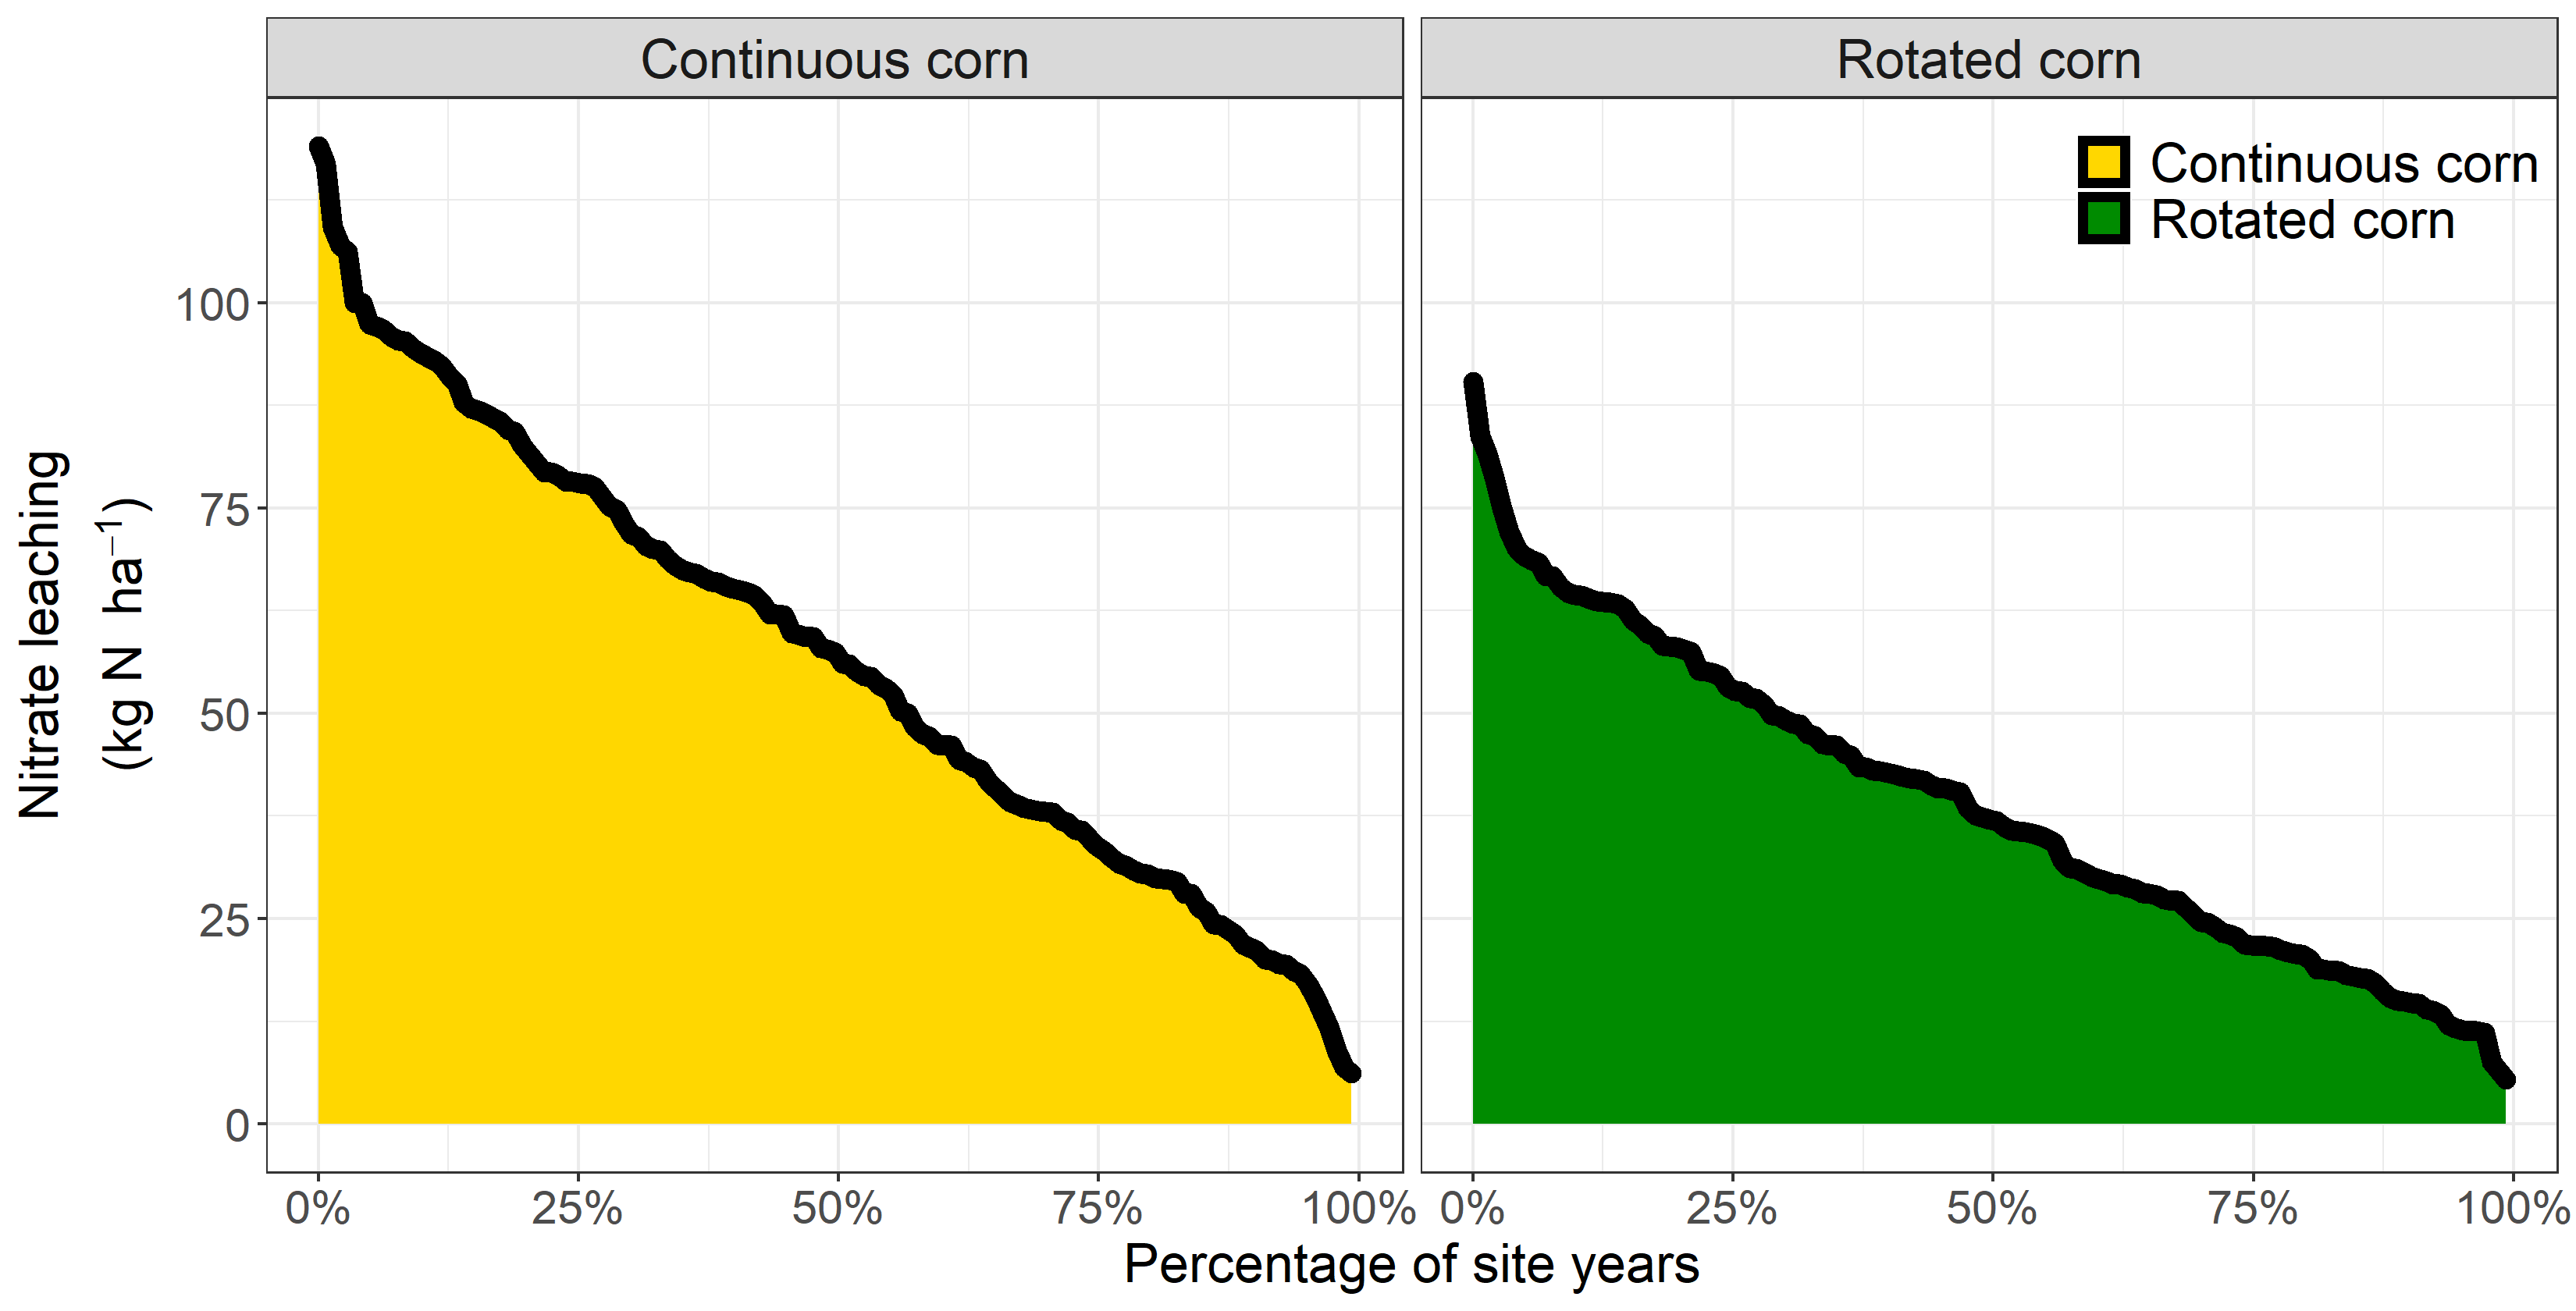 Continuous corn
Rotated corn
Continuous corn
Rotated corn
Nitrate leaching
(kg N ha⁻¹)
100
75
50
25
0
0% 25% 50% 75% 100%
0% 25% 50% 75% 100%
Percentage of site years